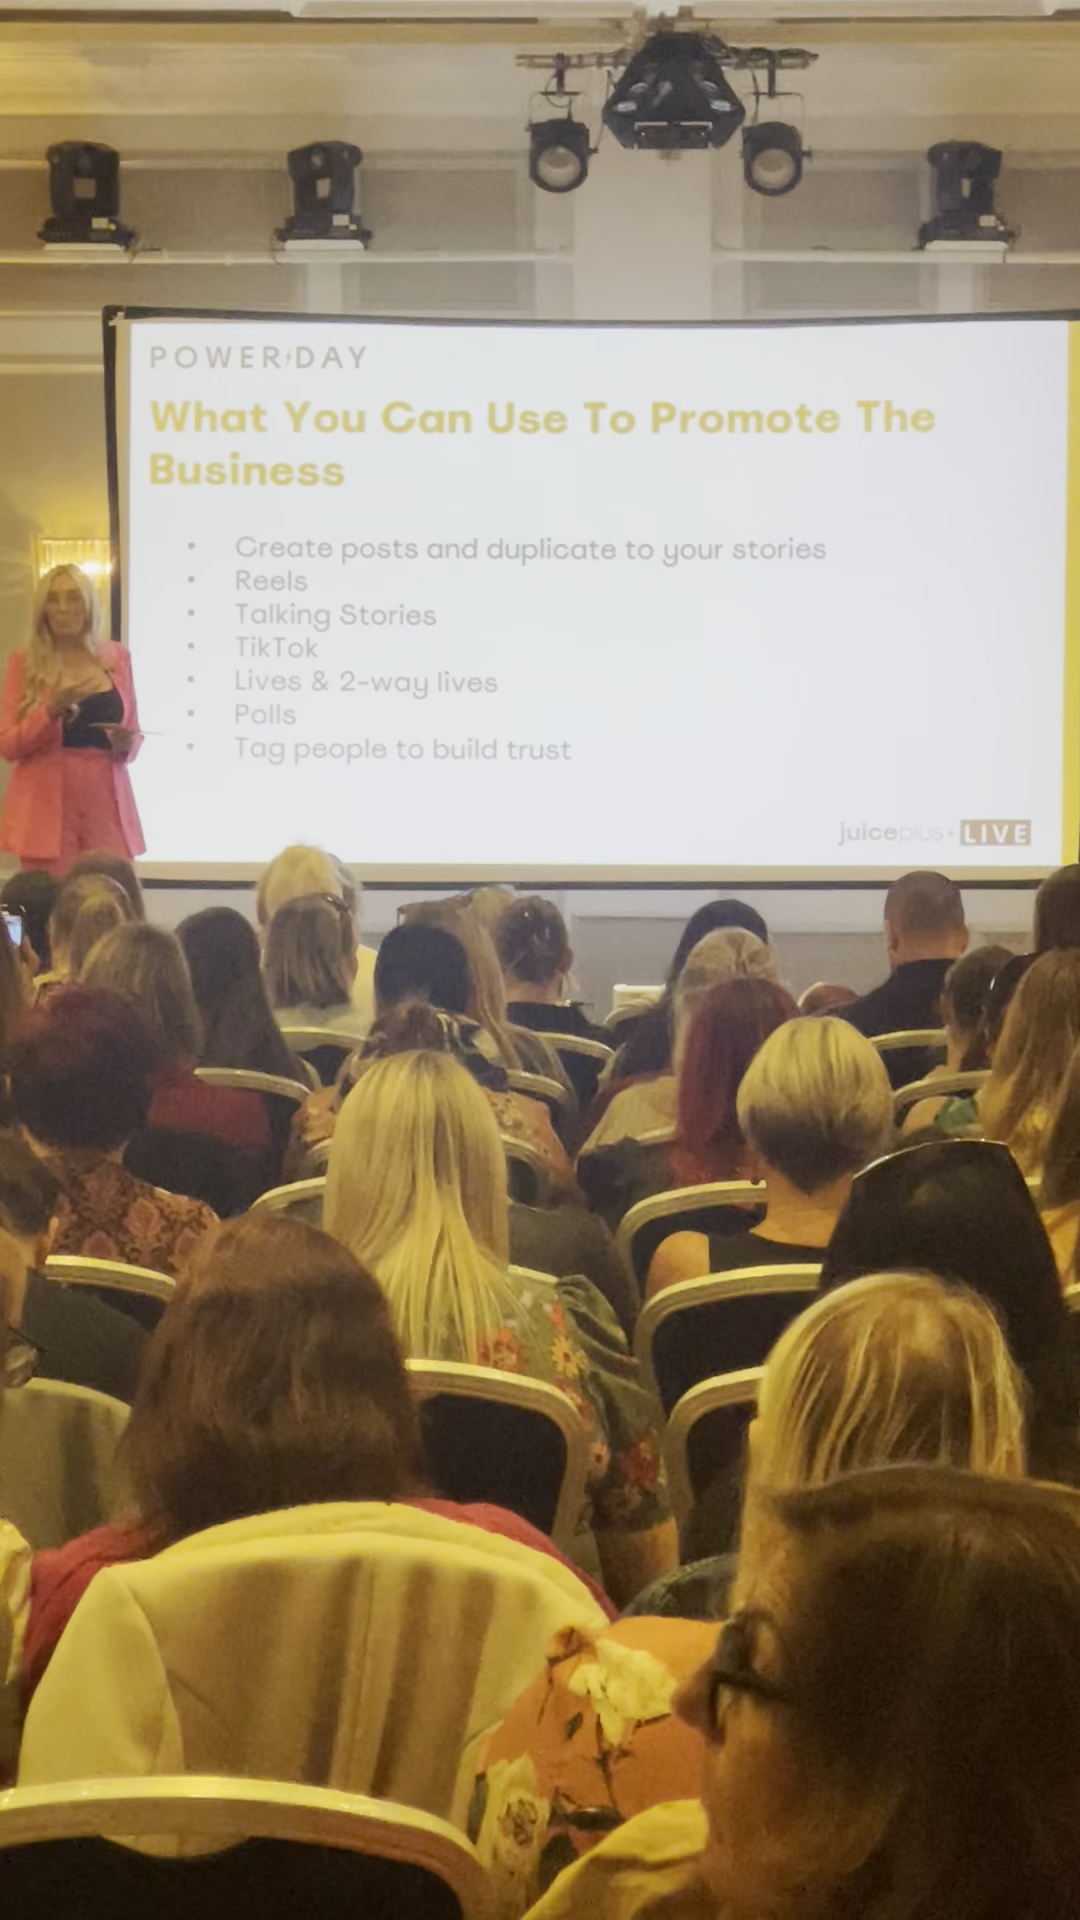 POWER DAY
What You Can Use To Promote The
Business
• Create posts and duplicate to your stories
• Reels
• Talking Stories
• TikTok
• Lives & 2-way lives
• Polls
• Tag people to build trust
juiceplus+ LIVE